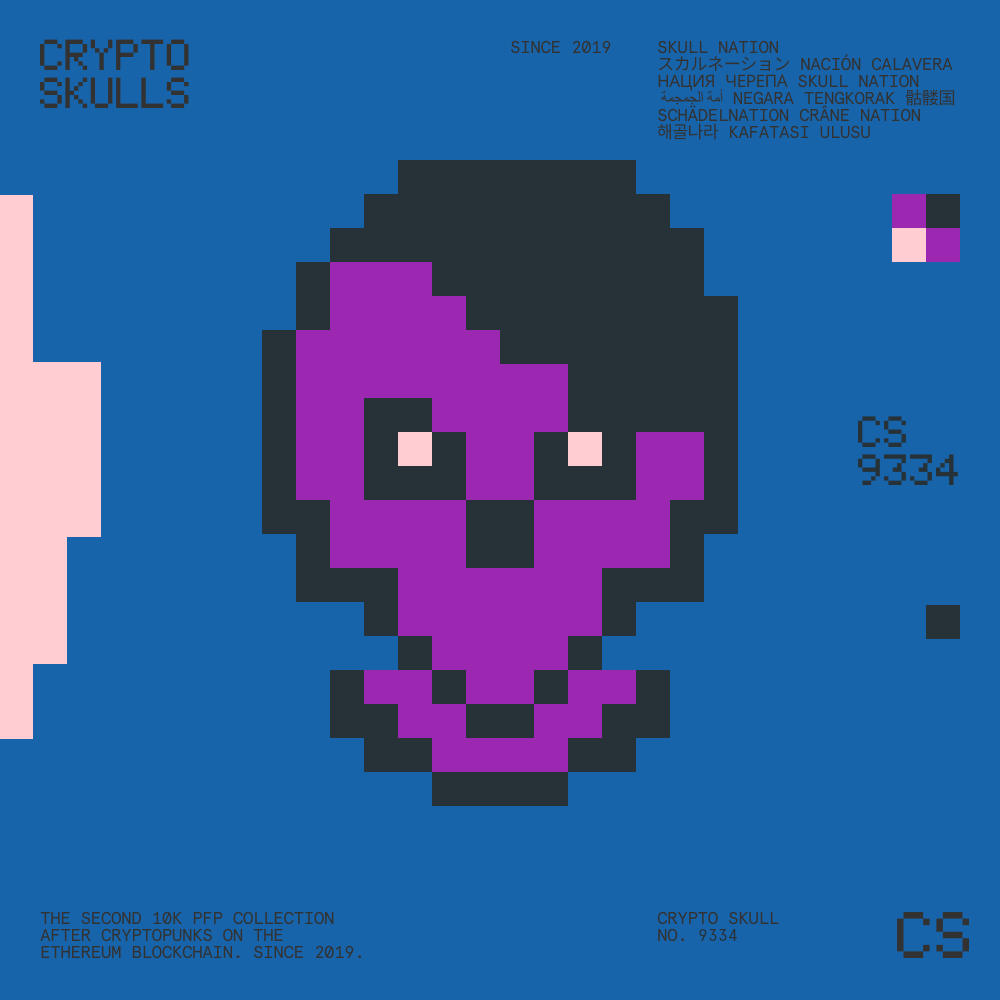 CRYPTO
SKULLS
SINCE 2019
SKULL NATION
スカルネーション NACIÓN CALAVERA
НАЦИЯ ЧЕРЕПА SKULL NATION
أمة الجمجمة NEGARA TENGKORAK 骷髅国
SCHÄDELNATION CRÂNE NATION
해골나라 KAFATASI ULUSU
CS
9334
THE SECOND 10K PFP COLLECTION
AFTER CRYPTOPUNKS ON THE
ETHEREUM BLOCKCHAIN. SINCE 2019.
CRYPTO SKULL
NO. 9334
CS